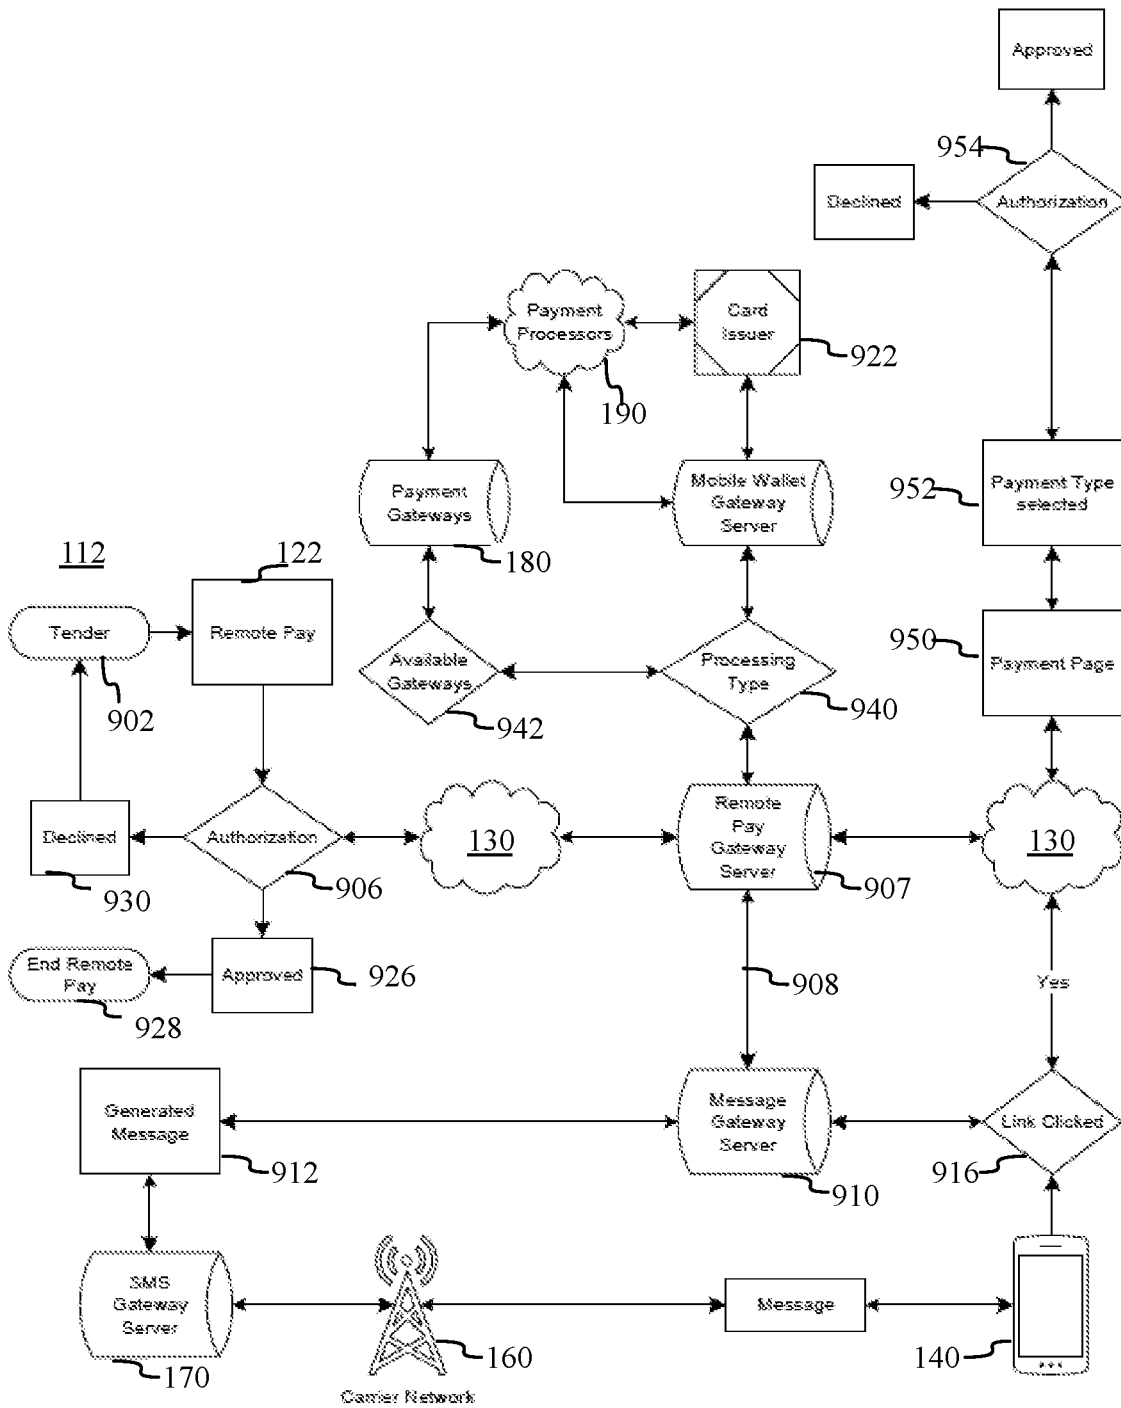 Approved
954
Declined
Authorization
Payment
Processors
Card
Issuer
922
190
Payment
Gateways
Mobile Wallet
Gateway
Server
952
Payment Type
selected
112
122
180
Tender
Remote Pay
950
Payment Page
Available
Gateways
Processing
Type
902
942
940
Declined
Authorization
130
Remote
Pay
Gateway
Server
130
930
906
907
End Remote
Pay
Approved
926
908
Yes
928
Generated
Message
Message
Gateway
Server
Link Clicked
912
910
916
SMS
Gateway
Server
Message
170
160
140
Carrier Network